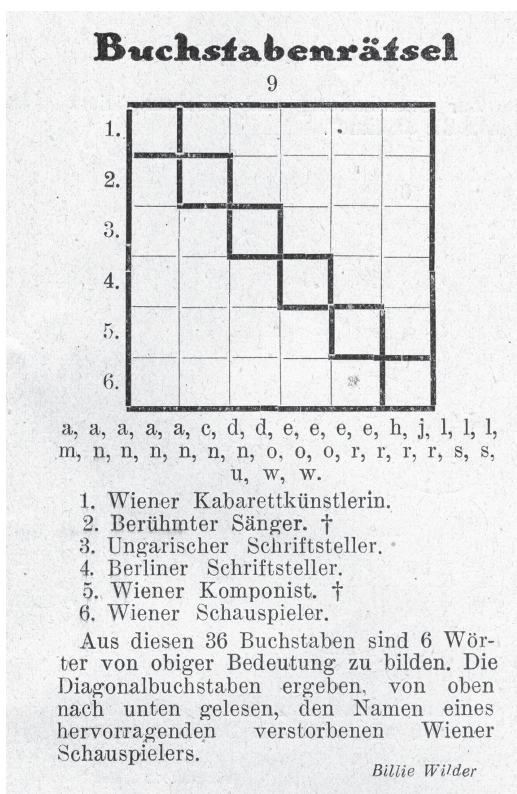 Buchstabenrätsel
9
1.
2.
3.
4.
5.
6.
a, a, a, a, a, c, d, d, e, e, e, e, h, j, l, l, l,
m, n, n, n, n, n, n, o, o, o, r, r, r, r, s, s,
u, w, w.
1. Wiener Kabarettkünstlerin.
2. Berühmter Sänger. †
3. Ungarischer Schriftsteller.
4. Berliner Schriftsteller.
5. Wiener Komponist. †
6. Wiener Schauspieler.
Aus diesen 36 Buchstaben sind 6 Wör-
ter von obiger Bedeutung zu bilden. Die
Diagonalbuchstaben ergeben, von oben
nach unten gelesen, den Namen eines
hervorragenden verstorbenen Wiener
Schauspielers.
Billie Wilder